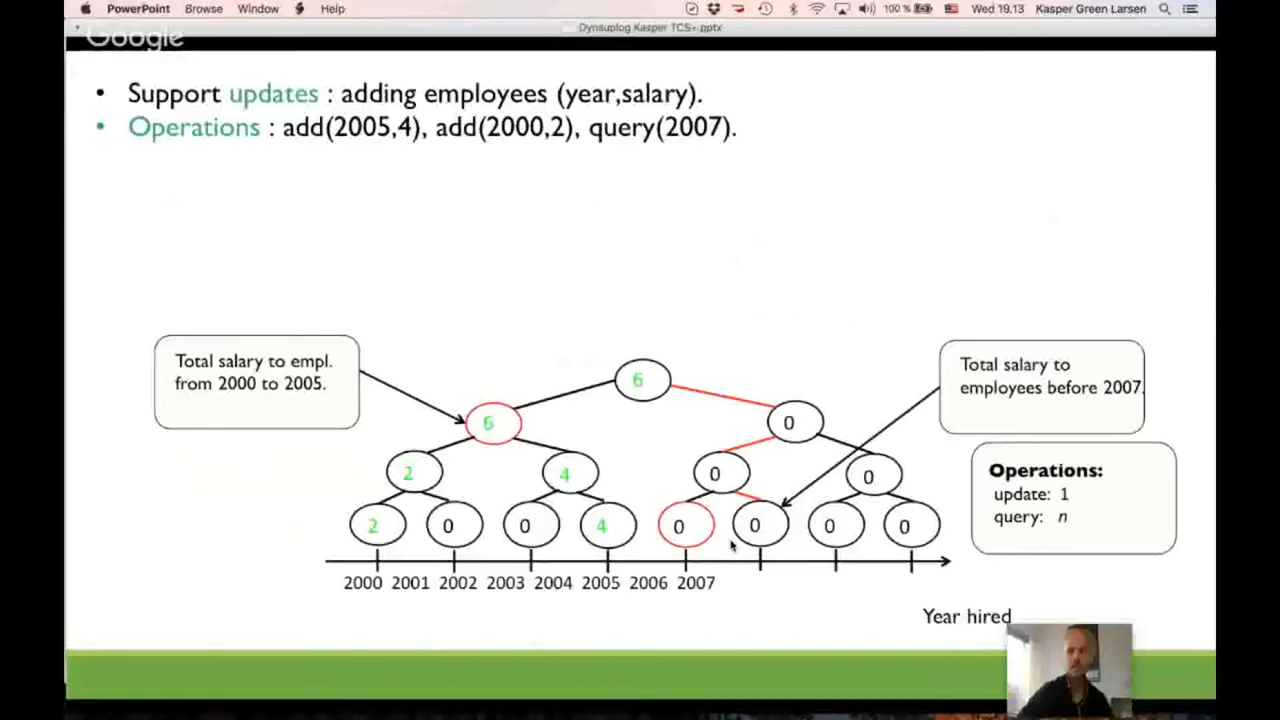 PowerPoint Browse Window Help 100 % Wed 19.13 Kasper Green Larsen
Dynsuplog Kasper TCS+.pptx
Google
• Support updates : adding employees (year,salary).
• Operations : add(2005,4), add(2000,2), query(2007).
Total salary to empl.
from 2000 to 2005.
Total salary to
employees before 2007.
6
6 0
2 4 0 0
2 0 0 4 0 0 0 0
Operations:
update: 1
query: n
2000 2001 2002 2003 2004 2005 2006 2007
Year hired